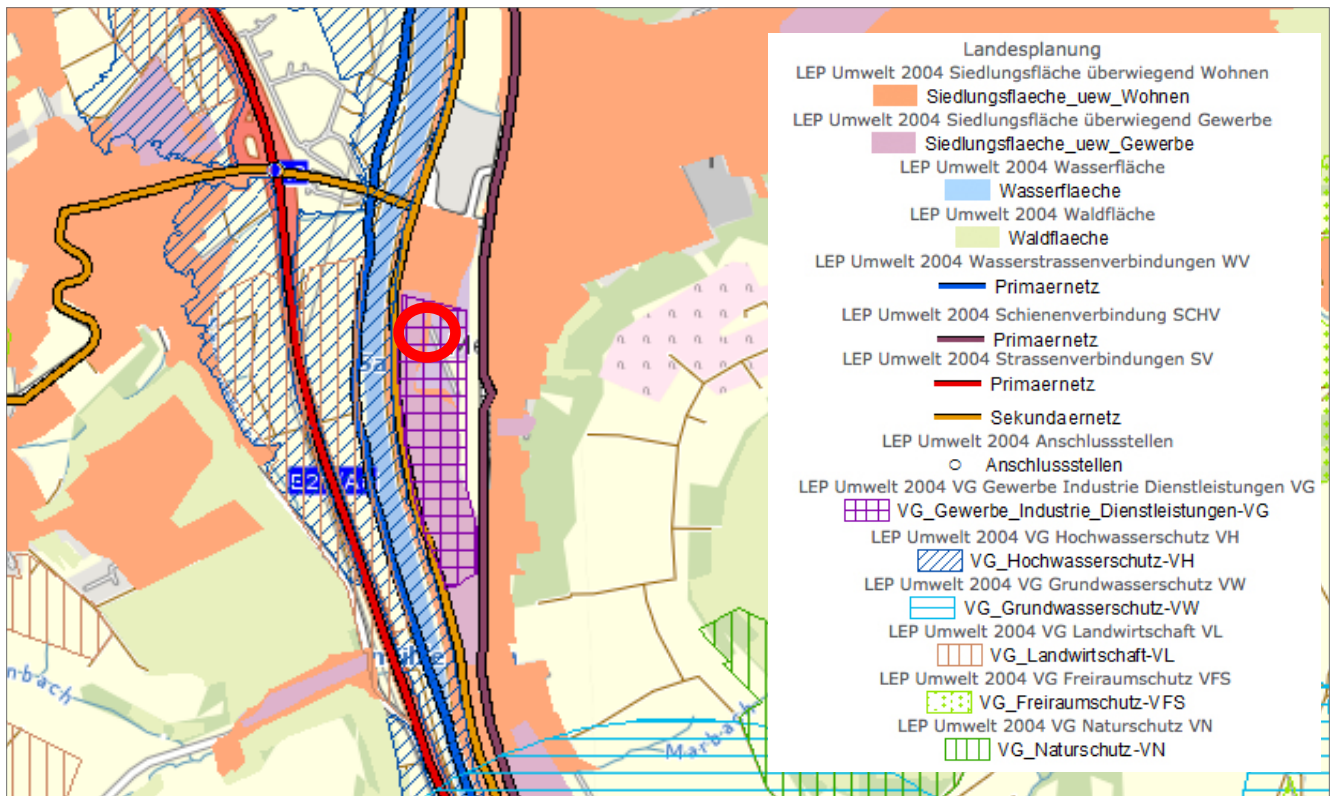 Landesplanung
LEP Umwelt 2004 Siedlungsfläche überwiegend Wohnen
Siedlungsflaeche_uew_Wohnen
LEP Umwelt 2004 Siedlungsfläche überwiegend Gewerbe
Siedlungsflaeche_uew_Gewerbe
LEP Umwelt 2004 Wasserfläche
Wasserflaeche
LEP Umwelt 2004 Waldfläche
Waldflaeche
LEP Umwelt 2004 Wasserstrassenverbindungen WV
Primaernetz
LEP Umwelt 2004 Schienenverbindung SCHV
Primaernetz
LEP Umwelt 2004 Strassenverbindungen SV
Primaernetz
Sekundaernetz
LEP Umwelt 2004 Anschlussstellen
Anschlussstellen
LEP Umwelt 2004 VG Gewerbe Industrie Dienstleistungen VG
VG_Gewerbe_Industrie_Dienstleistungen-VG
LEP Umwelt 2004 VG Hochwasserschutz VH
VG_Hochwasserschutz-VH
LEP Umwelt 2004 VG Grundwasserschutz VW
VG_Grundwasserschutz-VW
LEP Umwelt 2004 VG Landwirtschaft VL
VG_Landwirtschaft-VL
LEP Umwelt 2004 VG Freiraumschutz VFS
VG_Freiraumschutz-VFS
LEP Umwelt 2004 VG Naturschutz VN
VG_Naturschutz-VN
Sa
nbach
Marbach